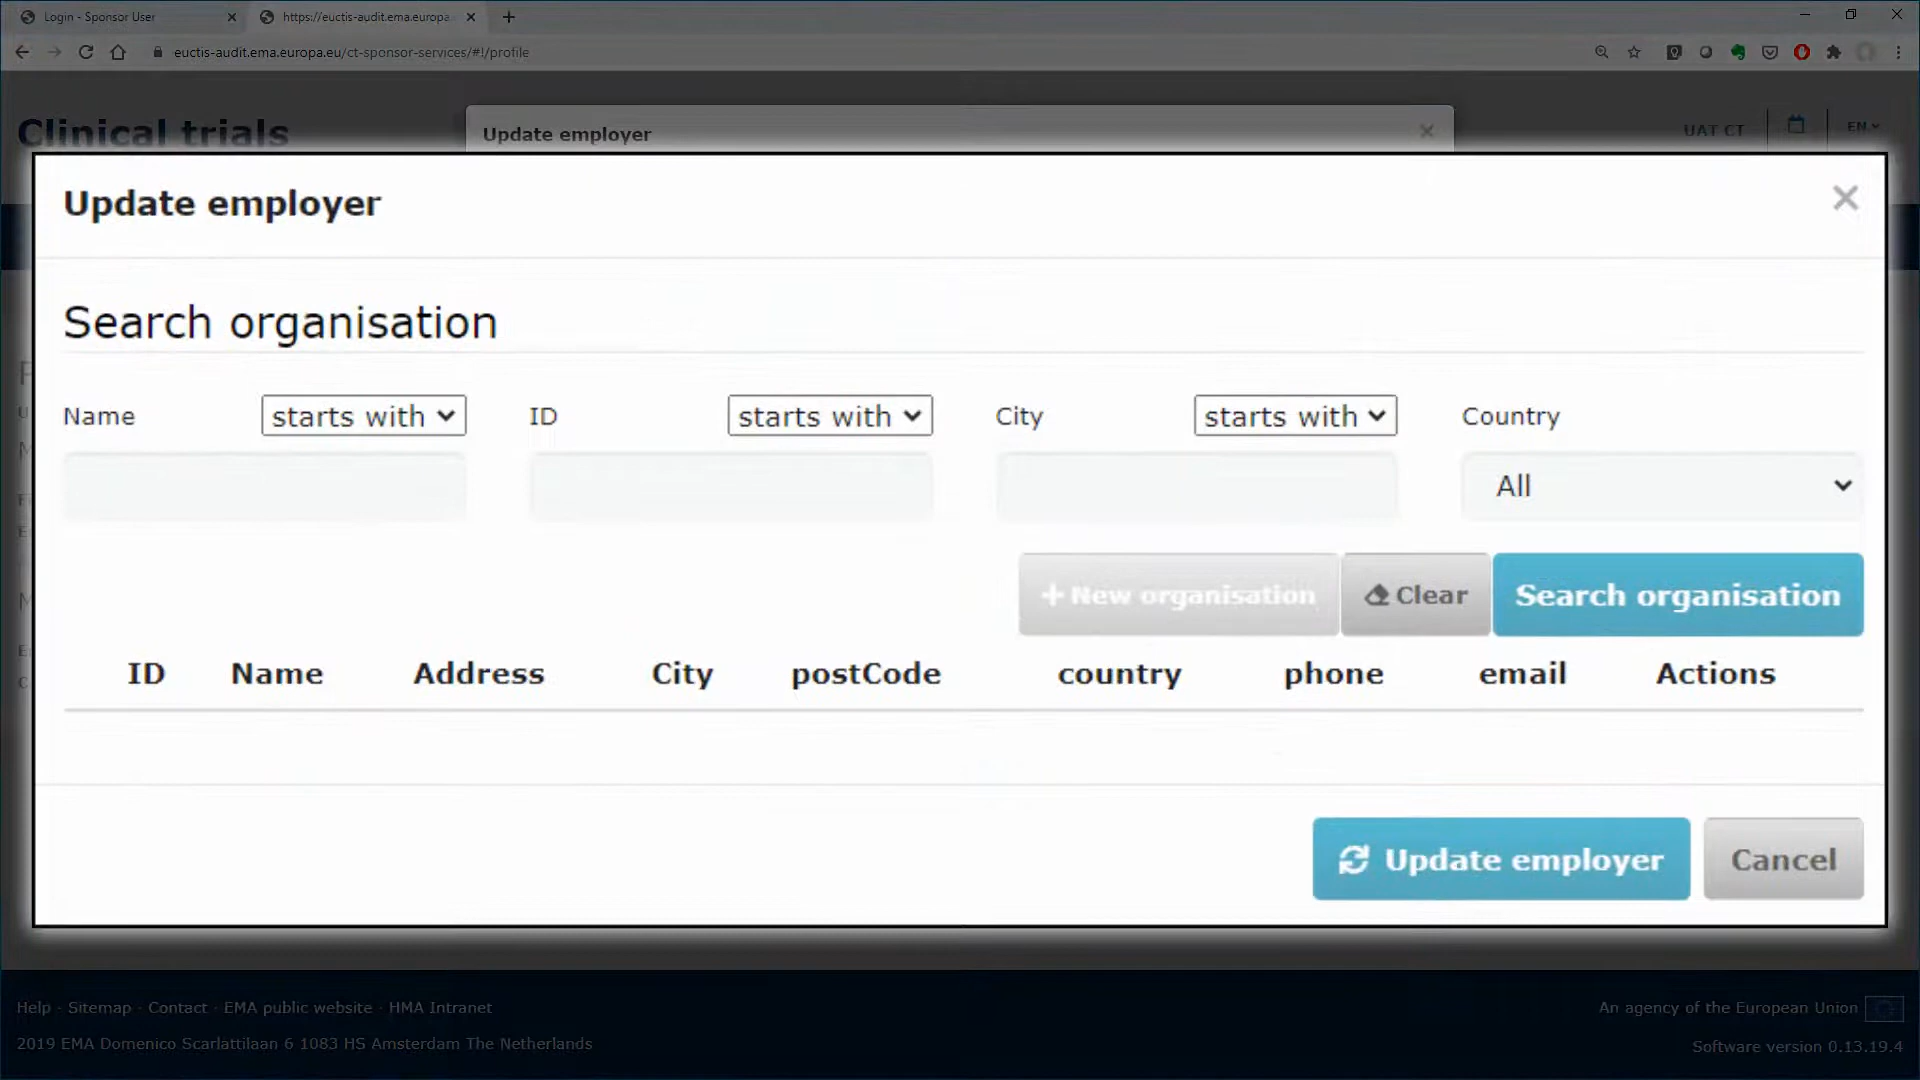 Login - Sponsor User
https://euctis-audit.ema.europa
euctis-audit.ema.europa.eu/ct-sponsor-services/#!/profile
Clinical trials
Update employer
UAT CT
EN
Update employer
Search organisation
Name starts with ID starts with City starts with Country
All
New organisation Clear Search organisation
ID Name Address City postCode country phone email Actions
Update employer Cancel
Help · Sitemap · Contact · EMA public website · HMA Intranet
An agency of the European Union
2019 EMA Domenico Scarlattilaan 6 1083 HS Amsterdam The Netherlands
Software version 0.13.19.4